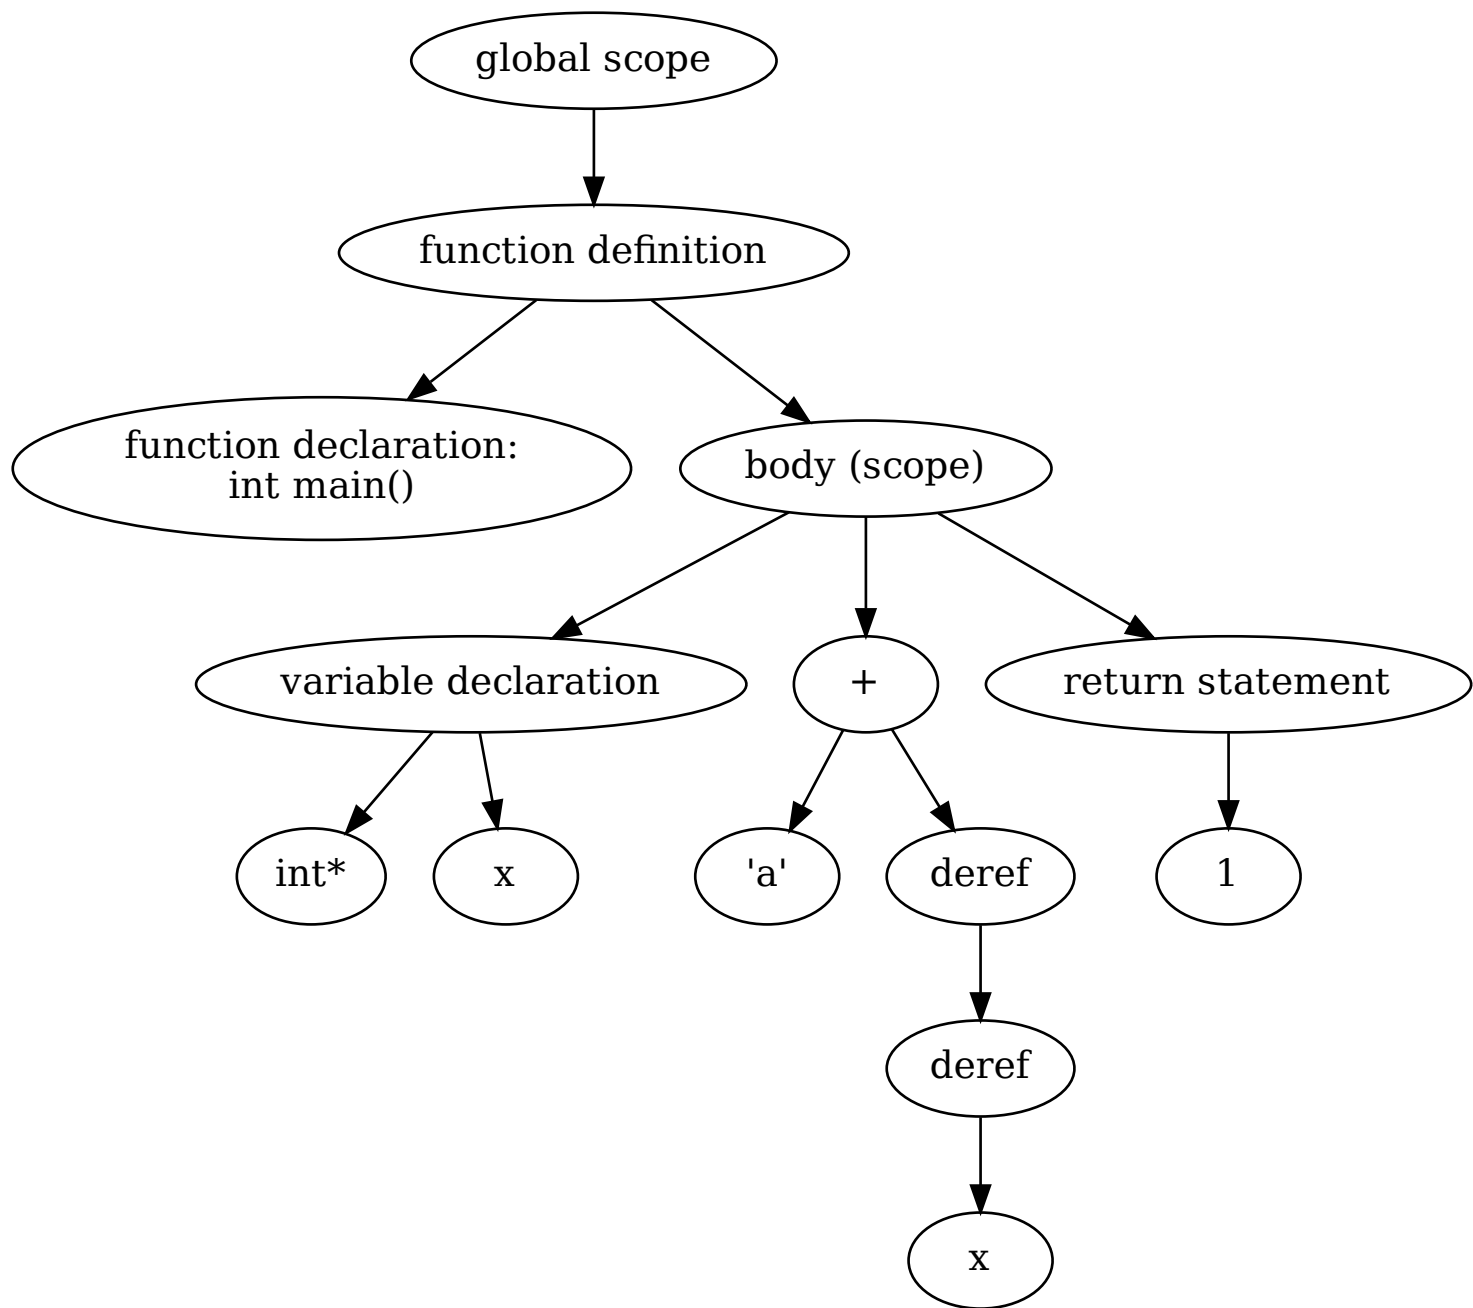 global scope
function definition
function declaration:
int main()
body (scope)
variable declaration
+
return statement
int*
x
'a'
deref
1
deref
x